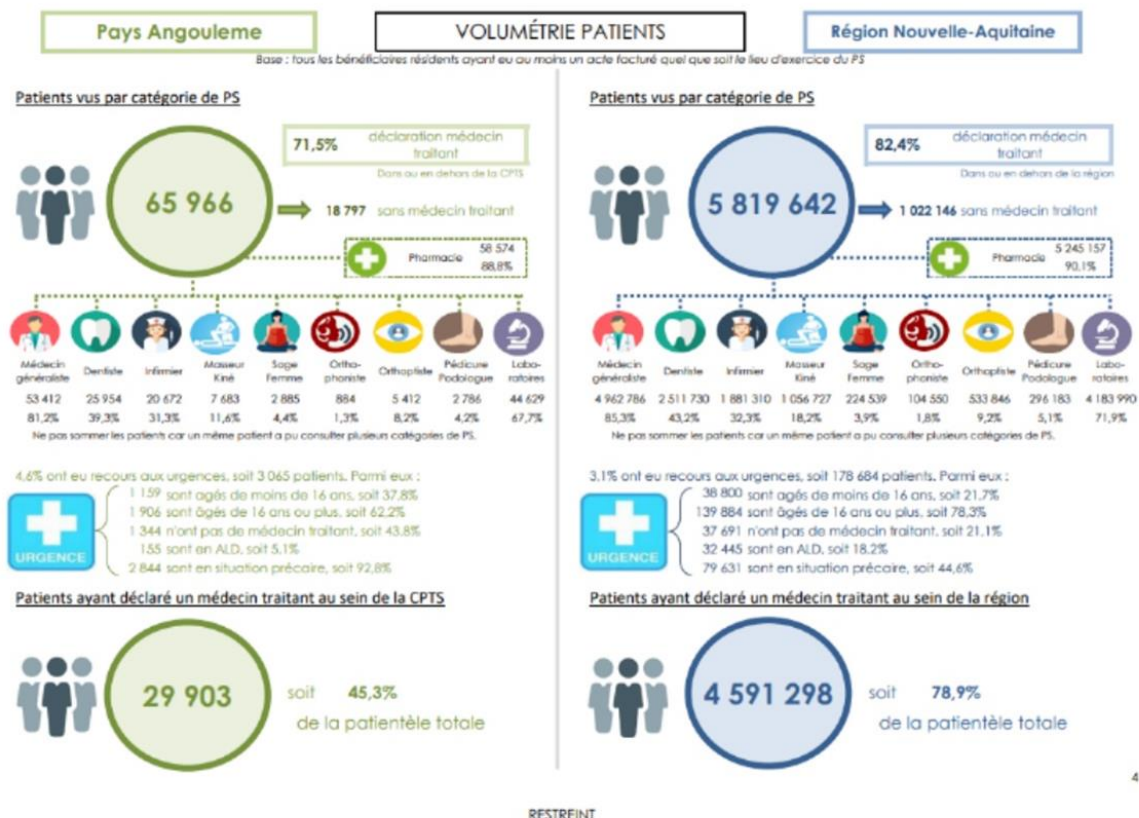 Pays Angouleme
VOLUMÉTRIE PATIENTS
Région Nouvelle-Aquitaine
Base : tous les bénéficiaires résidents ayant eu au moins un acte facturé quel que soit le lieu d'exercice du PS
Patients vus par catégorie de PS
71,5% déclaration médecin
traitant
Dans ou en dehors de la CPTS
65 966
18 797 sans médecin traitant
Pharmacie 58 574
88,8%
Médecin généraliste Dentiste Infirmier Masseur Kiné Sage Femme Ortho-phoniste Orthoptiste Pédicure Podologue Labo-ratoires
53 412 25 954 20 672 7 683 2 885 884 5 412 2 786 44 629
81,2% 39,3% 31,3% 11,6% 4,4% 1,3% 8,2% 4,2% 67,7%
Ne pas sommer les patients car un même patient a pu consulter plusieurs catégories de PS.
4,6% ont eu recours aux urgences, soit 3 065 patients. Parmi eux :
1 159 sont agés de moins de 16 ans, soit 37,8%
1 906 sont âgés de 16 ans ou plus, soit 62,2%
1 344 n'ont pas de médecin traitant, soit 43,8%
155 sont en ALD, soit 5,1%
2 844 sont en situation précaire, soit 92,8%
URGENCE
Patients ayant déclaré un médecin traitant au sein de la CPTS
29 903
soit 45,3%
de la patientèle totale
Patients vus par catégorie de PS
82,4% déclaration médecin
traitant
Dans ou en dehors de la région
5 819 642
1 022 146 sans médecin traitant
Pharmacie 5 245 157
90,1%
Médecin généraliste Dentiste Infirmier Masseur Kiné Sage Femme Ortho-phoniste Orthoptiste Pédicure Podologue Labo-ratoires
4 962 786 2 511 730 1 881 310 1 056 727 224 539 104 550 533 846 296 183 4 183 990
85,3% 43,2% 32,3% 18,2% 3,9% 1,8% 9,2% 5,1% 71,9%
Ne pas sommer les patients car un même patient a pu consulter plusieurs catégories de PS.
3,1% ont eu recours aux urgences, soit 178 684 patients. Parmi eux :
38 800 sont agés de moins de 16 ans, soit 21,7%
139 884 sont âgés de 16 ans ou plus, soit 78,3%
37 691 n'ont pas de médecin traitant, soit 21,1%
32 445 sont en ALD, soit 18,2%
79 631 sont en situation précaire, soit 44,6%
URGENCE
Patients ayant déclaré un médecin traitant au sein de la région
4 591 298
soit 78,9%
de la patientèle totale
4
RESTREINT